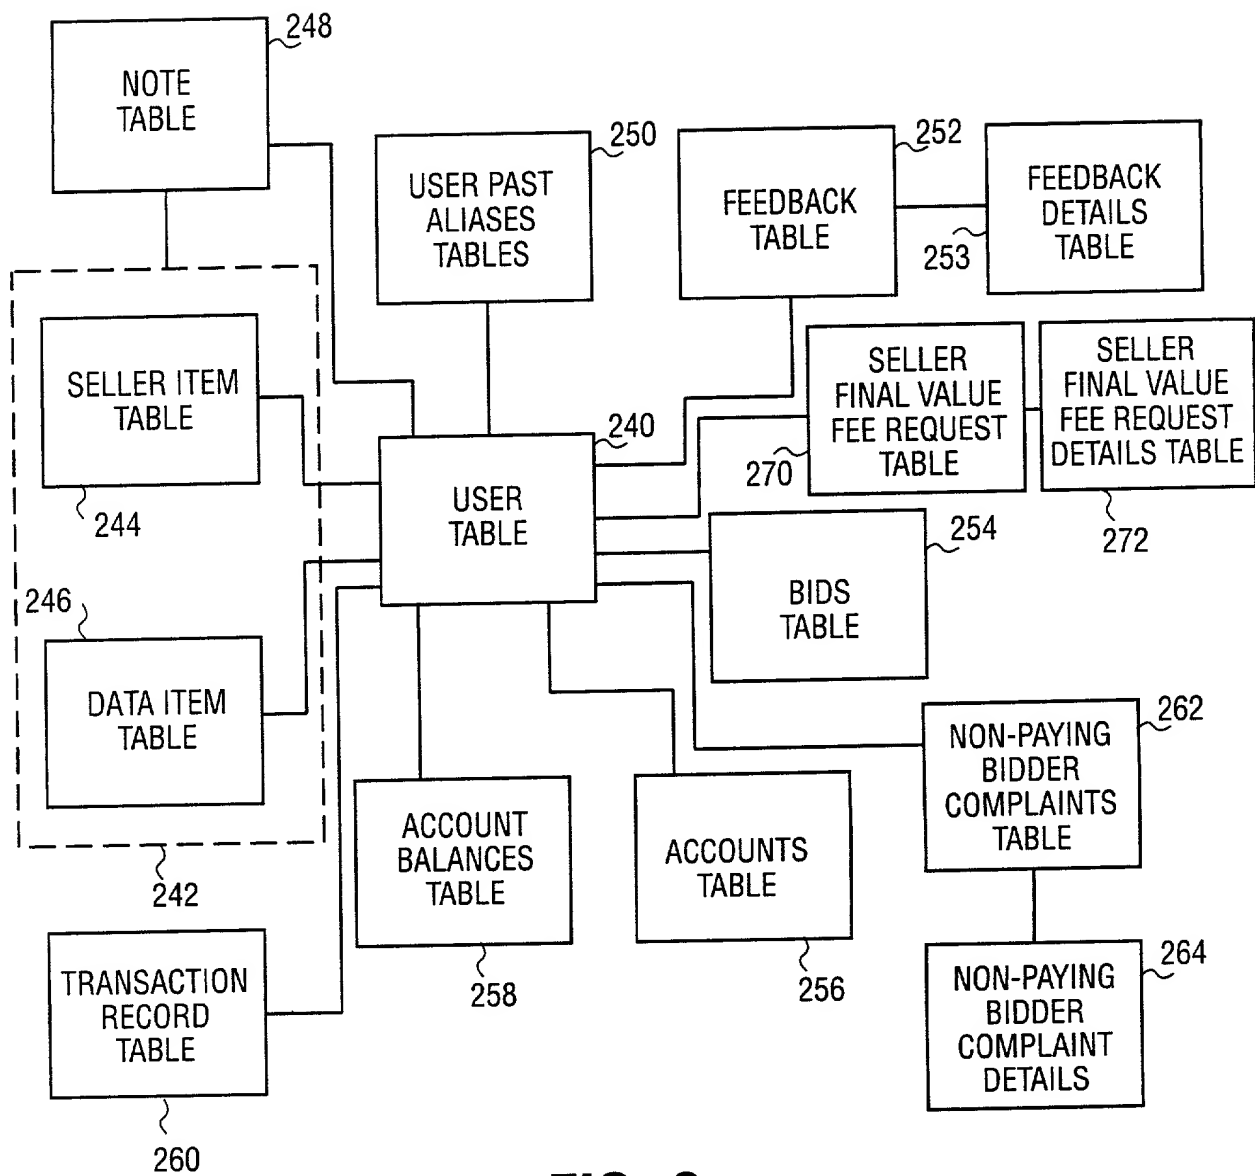 248
NOTE
TABLE
250
USER PAST
ALIASES
TABLES
252
FEEDBACK
TABLE
FEEDBACK
DETAILS
TABLE
253
SELLER ITEM
TABLE
244
SELLER
FINAL VALUE
FEE REQUEST
TABLE
270
SELLER
FINAL VALUE
FEE REQUEST
DETAILS TABLE
272
240
USER
TABLE
254
BIDS
TABLE
246
DATA ITEM
TABLE
242
262
NON-PAYING
BIDDER
COMPLAINTS
TABLE
ACCOUNT
BALANCES
TABLE
258
ACCOUNTS
TABLE
256
TRANSACTION
RECORD
TABLE
260
264
NON-PAYING
BIDDER
COMPLAINT
DETAILS